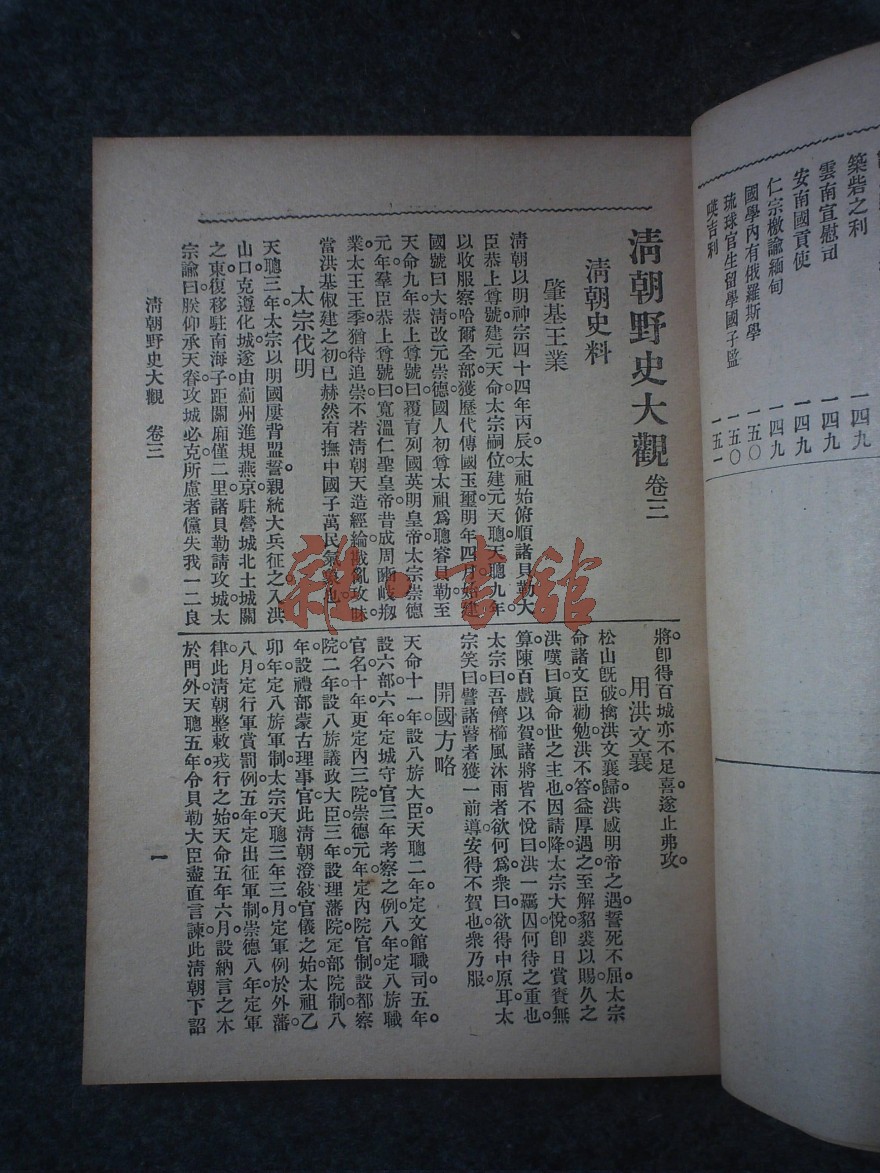 築砦之利 一四九
雲南宣慰司 一四九
安南國貢使 一四九
仁宗檄諭緬甸 一四九
國學內有俄羅斯學 一五〇
琉球官生留學國子監 一五〇
暎吉利 一五一
清朝野史大觀 卷三
清朝史料
肇基王業
清朝以明神宗四十四年丙辰。太祖始俯順諸貝勒大
臣恭上尊號建元天命太宗嗣位建元天聰天聰九年
以收服察哈爾全部獲歷代傳國玉璽明年四月始建
國號曰大清改元崇德國人初尊太祖爲聰睿貝勒至
天命九年恭上尊號曰覆育列國英明皇帝太宗崇德
元年羣臣恭上尊號曰寬溫仁聖皇帝昔成周剛岐
業太王王季猶待追崇不若清朝天造經綸戡亂攻昧
當洪基俶建之初已赫然有撫中國子萬民氣象也。
太宗伐明
天聰三年太宗以明國屢背盟誓。親統大兵征之入洪
山口克遵化城遂由薊州進規燕京駐營城北土城關
之東復移駐南海子。距關廂僅二里諸貝勒請攻城太
宗諭曰。朕仰承天眷。攻城必克所慮者儻失我一二良
將。卽得百城亦不足喜。遂止弗攻。
用洪文襄
松山旣破擒洪文襄歸。洪感明帝之遇。誓死不屈。太宗
命諸文臣勸勉洪不答。益厚遇之。至解貂裘以賜久之
洪嘆曰眞命世之主也。因請降太宗大悅卽日賞賚無
算。陳百戲以賀。諸將皆不悅曰。洪一羈囚何待之重也。
太宗曰吾儕櫛風沐雨者欲何爲衆曰欲得中原耳。太
宗笑曰譬諸瞽者獲一前導。安得不賀也衆乃服
開國方略
天命十一年設八旗大臣。天聰二年定文館職司。五年
設六部。六年定城守官三年考察之例。八年定八旗職
官名。十年更定內三院崇德元年定內院官制設都察
院。二年設八旗議政大臣。三年設理藩院。定部院制八
年設禮部蒙古理事官。此清朝澄敍官儀之始太祖乙
卯年定八旗軍制太宗天聰三年三月定軍例於外藩
八月定行軍賞罰例。五年定出征軍制崇德八年定軍
律此清朝整敕戎行之始。天命五年六月設納言之木
於門外。天聰五年。令貝勒大臣盡直言諫此清朝下詔
清朝野史大觀 卷三
一
雜·書館